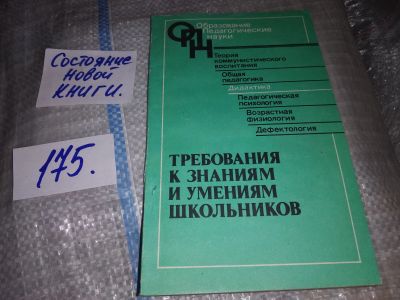 Состояние
новой
книги.
175.
ОПН
Образование
Педагогические
науки
Теория
коммунистического
воспитания
Общая
педагогика
Дидактика
Педагогическая
психология
Возрастная
физиология
Дефектология
ТРЕБОВАНИЯ
К ЗНАНИЯМ
И УМЕНИЯМ
ШКОЛЬНИКОВ